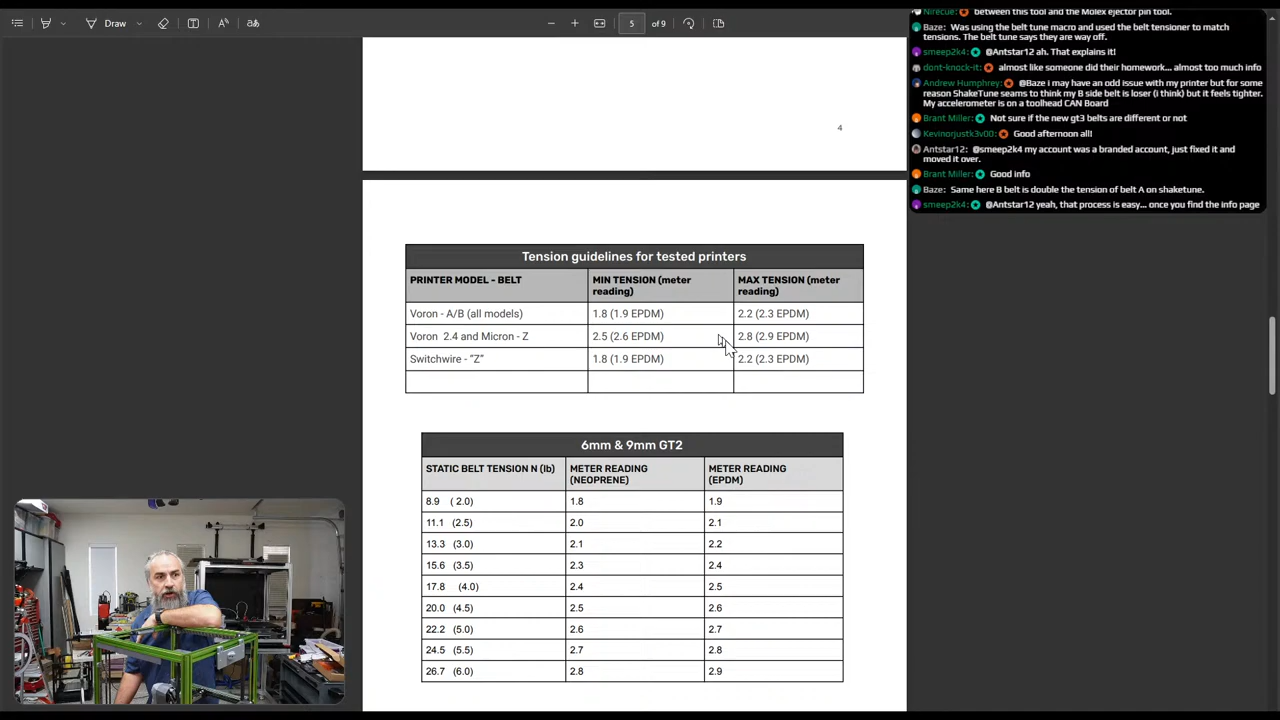 Draw
5
of 9
4
Tension guidelines for tested printers
PRINTER MODEL - BELT MIN TENSION (meter reading) MAX TENSION (meter reading)
Voron - A/B (all models) 1.8 (1.9 EPDM) 2.2 (2.3 EPDM)
Voron 2.4 and Micron - Z 2.5 (2.6 EPDM) 2.8 (2.9 EPDM)
Switchwire - “Z” 1.8 (1.9 EPDM) 2.2 (2.3 EPDM)
6mm & 9mm GT2
STATIC BELT TENSION N (lb) METER READING (NEOPRENE) METER READING (EPDM)
8.9 ( 2.0) 1.8 1.9
11.1 (2.5) 2.0 2.1
13.3 (3.0) 2.1 2.2
15.6 (3.5) 2.3 2.4
17.8 (4.0) 2.4 2.5
20.0 (4.5) 2.5 2.6
22.2 (5.0) 2.6 2.7
24.5 (5.5) 2.7 2.8
26.7 (6.0) 2.8 2.9
Nirecue: between this tool and the Molex ejector pin tool.
Baze: Was using the belt tune macro and used the belt tensioner to match
tensions. The belt tune says they are way off.
smeep2k4: @Antstar12 ah. That explains it!
dont-knock-it: almost like someone did their homework... almost too much info
Andrew Humphrey: @Baze i may have an odd issue with my printer but for some
reason ShakeTune seams to think my B side belt is loser (i think) but it feels tighter.
My accelerometer is on a toolhead CAN Board
Brant Miller: Not sure if the new gt3 belts are different or not
Kevinorjustk3v00: Good afternoon all!
Antstar12: @smeep2k4 my account was a branded account, just fixed it and
moved it over.
Brant Miller: Good info
Baze: Same here B belt is double the tension of belt A on shaketune.
smeep2k4: @Antstar12 yeah, that process is easy... once you find the info page